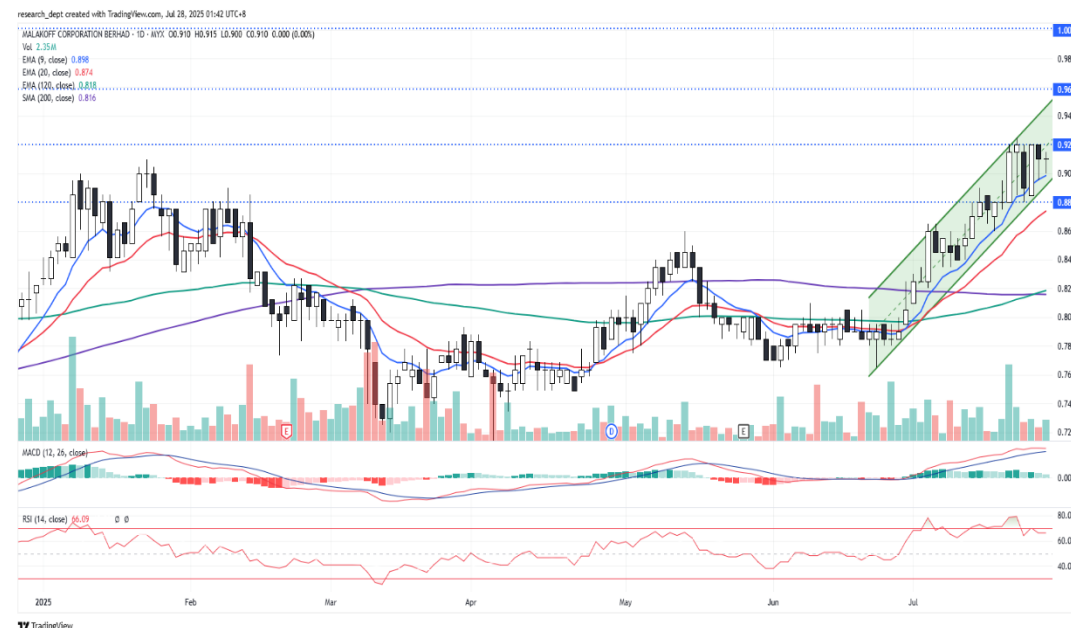 research_dept created with TradingView.com, Jul 28, 2025 01:42 UTC+8
MALAKOFF CORPORATION BERHAD · 1D · MYX O0.910 H0.915 L0.900 C0.910 0.000 (0.00%)
Vol 2.35M
EMA (9, close) 0.898
EMA (20, close) 0.874
EMA (120, close) 0.818
SMA (200, close) 0.816
1.00
0.98
0.96
0.94
0.92
0.90
0.88
0.86
0.84
0.82
0.80
0.78
0.76
0.74
0.72
E
D
E
MACD (12, 26, close)
0.00
RSI (14, close) 66.09 Ø Ø
80.0
60.0
40.0
2025 Feb Mar Apr May Jun Jul
TradingView